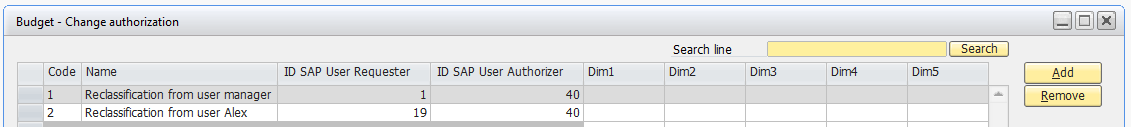 Budget - Change authorization
Search line Search
Code Name ID SAP User Requester ID SAP User Authorizer Dim1 Dim2 Dim3 Dim4 Dim5 Add
1 Reclassification from user manager 1 40 Remove
2 Reclassification from user Alex 19 40